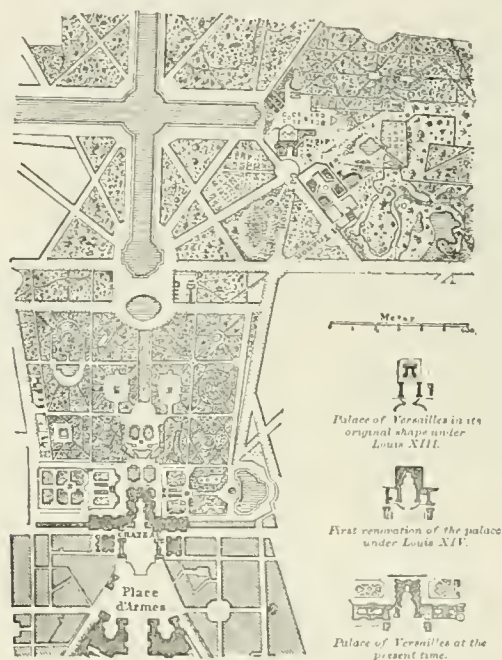 Meter
Palace of Versailles in its
original shape under
Louis XIII.
First renovation of the palace
under Louis XIV.
CHATEAU
Place
d'Armes
Palace of Versailles at the
present time.